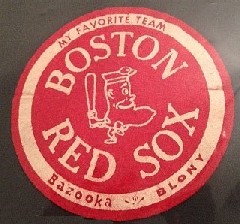 MY FAVORITE TEAM
BOSTON
RED SOX
Bazooka BLONY